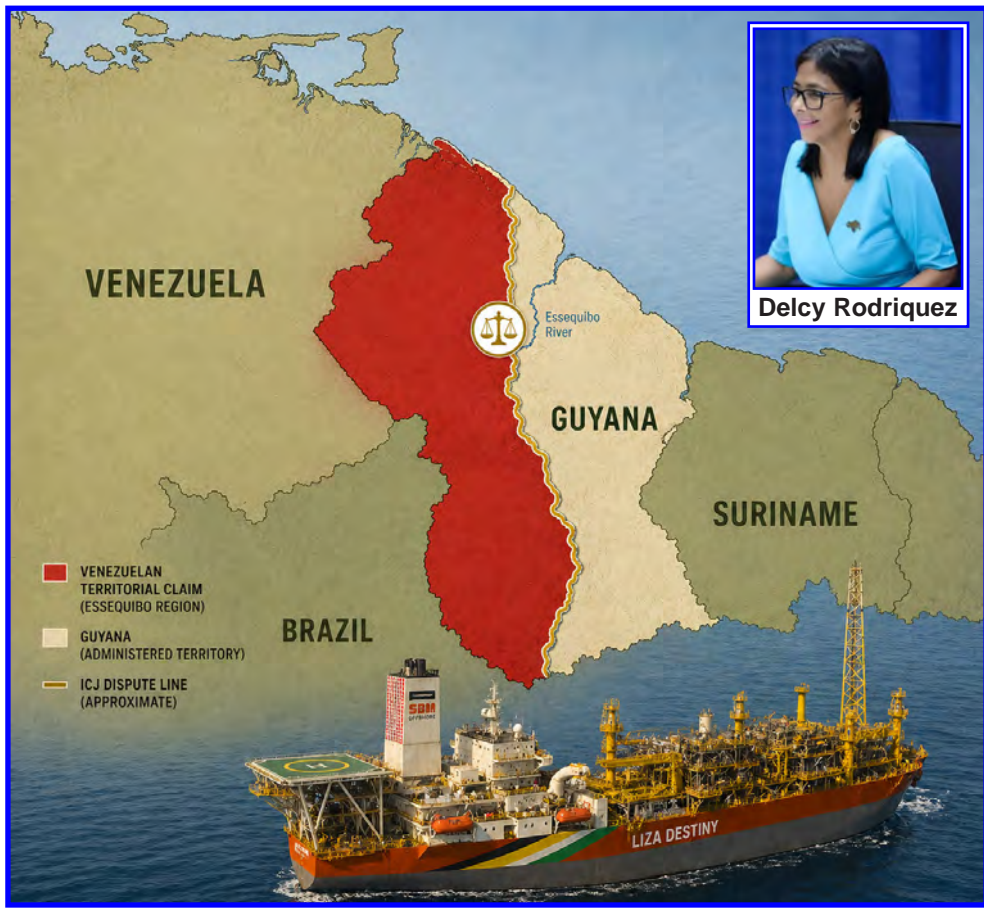 Delcy Rodriquez
VENEZUELA
Essequibo
River
GUYANA
SURINAME
BRAZIL
VENEZUELAN
TERRITORIAL CLAIM
(ESSEQUIBO REGION)
GUYANA
(ADMINISTERED TERRITORY)
ICJ DISPUTE LINE
(APPROXIMATE)
SBM
OFFSHORE
H
LIZA DESTINY